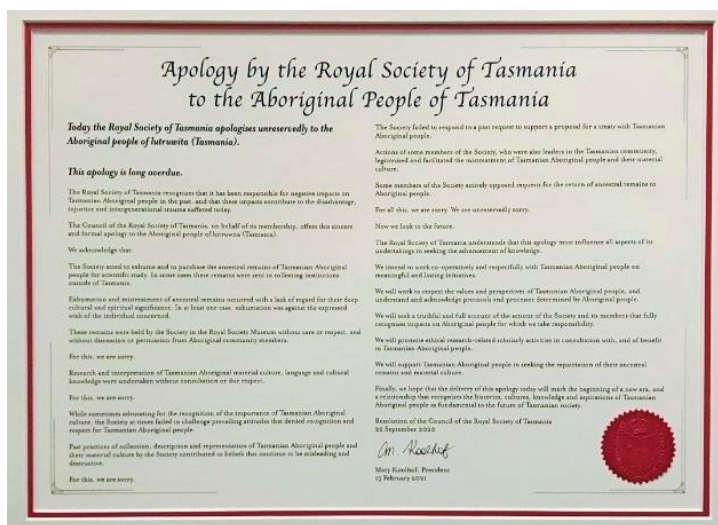 Apology by the Royal Society of Tasmania
to the Aboriginal People of Tasmania
Today the Royal Society of Tasmania apologises unreservedly to the
Aboriginal people of lutruwita (Tasmania).
This apology is long overdue.
The Royal Society of Tasmania recognises that it has been responsible for negative impacts on
Tasmanian Aboriginal people in the past, and that these impacts contribute to the disadvantage,
injustice and intergenerational trauma suffered today.
The Council of the Royal Society of Tasmania, on behalf of its membership, offers this sincere
and formal apology to the Aboriginal people of lutruwita (Tasmania).
We acknowledge that:
The Society acted to exhume and to purchase the ancestral remains of Tasmanian Aboriginal
people for scientific study. In some cases these remains were sent to collecting institutions
outside of Tasmania.
Exhumation and mistreatment of ancestral remains occurred with a lack of regard for their deep
cultural and spiritual significance. In at least one case, exhumation was against the expressed
wish of the individual concerned.
These remains were held by the Society in the Royal Society Museum without care or respect, and
without discussion or permission from Aboriginal community members.
For this, we are sorry.
Research and interpretation of Tasmanian Aboriginal material culture, language and cultural
knowledge were undertaken without consultation or due respect.
For this, we are sorry.
While sometimes advocating for the recognition of the importance of Tasmanian Aboriginal
culture, the Society at times failed to challenge prevailing attitudes that denied recognition and
respect for Tasmanian Aboriginal people.
Past practices of collection, description and representation of Tasmanian Aboriginal people and
their material culture by the Society contributed to beliefs that continue to be misleading and
destructive.
For this, we are sorry.
The Society failed to respond to a past request to support a proposal for a treaty with Tasmanian
Aboriginal people.
Actions of some members of the Society, who were also leaders in the Tasmanian community,
legitimised and facilitated the mistreatment of Tasmanian Aboriginal people and their material
culture.
Some members of the Society actively opposed requests for the return of ancestral remains to
Aboriginal people.
For all this, we are sorry. We are unreservedly sorry.
Now we look to the future.
The Royal Society of Tasmania understands that this apology must influence all aspects of its
undertakings in seeking the advancement of knowledge.
We intend to work co-operatively and respectfully with Tasmanian Aboriginal people on
meaningful and lasting initiatives.
We will work to respect the values and perspectives of Tasmanian Aboriginal people, and
understand and acknowledge protocols and processes determined by Aboriginal people.
We will seek a truthful and full account of the actions of the Society and its members that fully
recognises impacts on Aboriginal people for which we take responsibility.
We will promote ethical research-related scholarly activities in consultation with, and of benefit
to Tasmanian Aboriginal people.
We will support Tasmanian Aboriginal people in seeking the repatriation of their ancestral
remains and material culture.
Finally, we hope that the delivery of this apology today will mark the beginning of a new era, and
a relationship that recognises the histories, cultures, knowledge and aspirations of Tasmanian
Aboriginal people as fundamental to the future of Tasmanian society.
Resolution of the Council of the Royal Society of Tasmania
22 September 2020
Mary Koolhof, President
15 February 2021